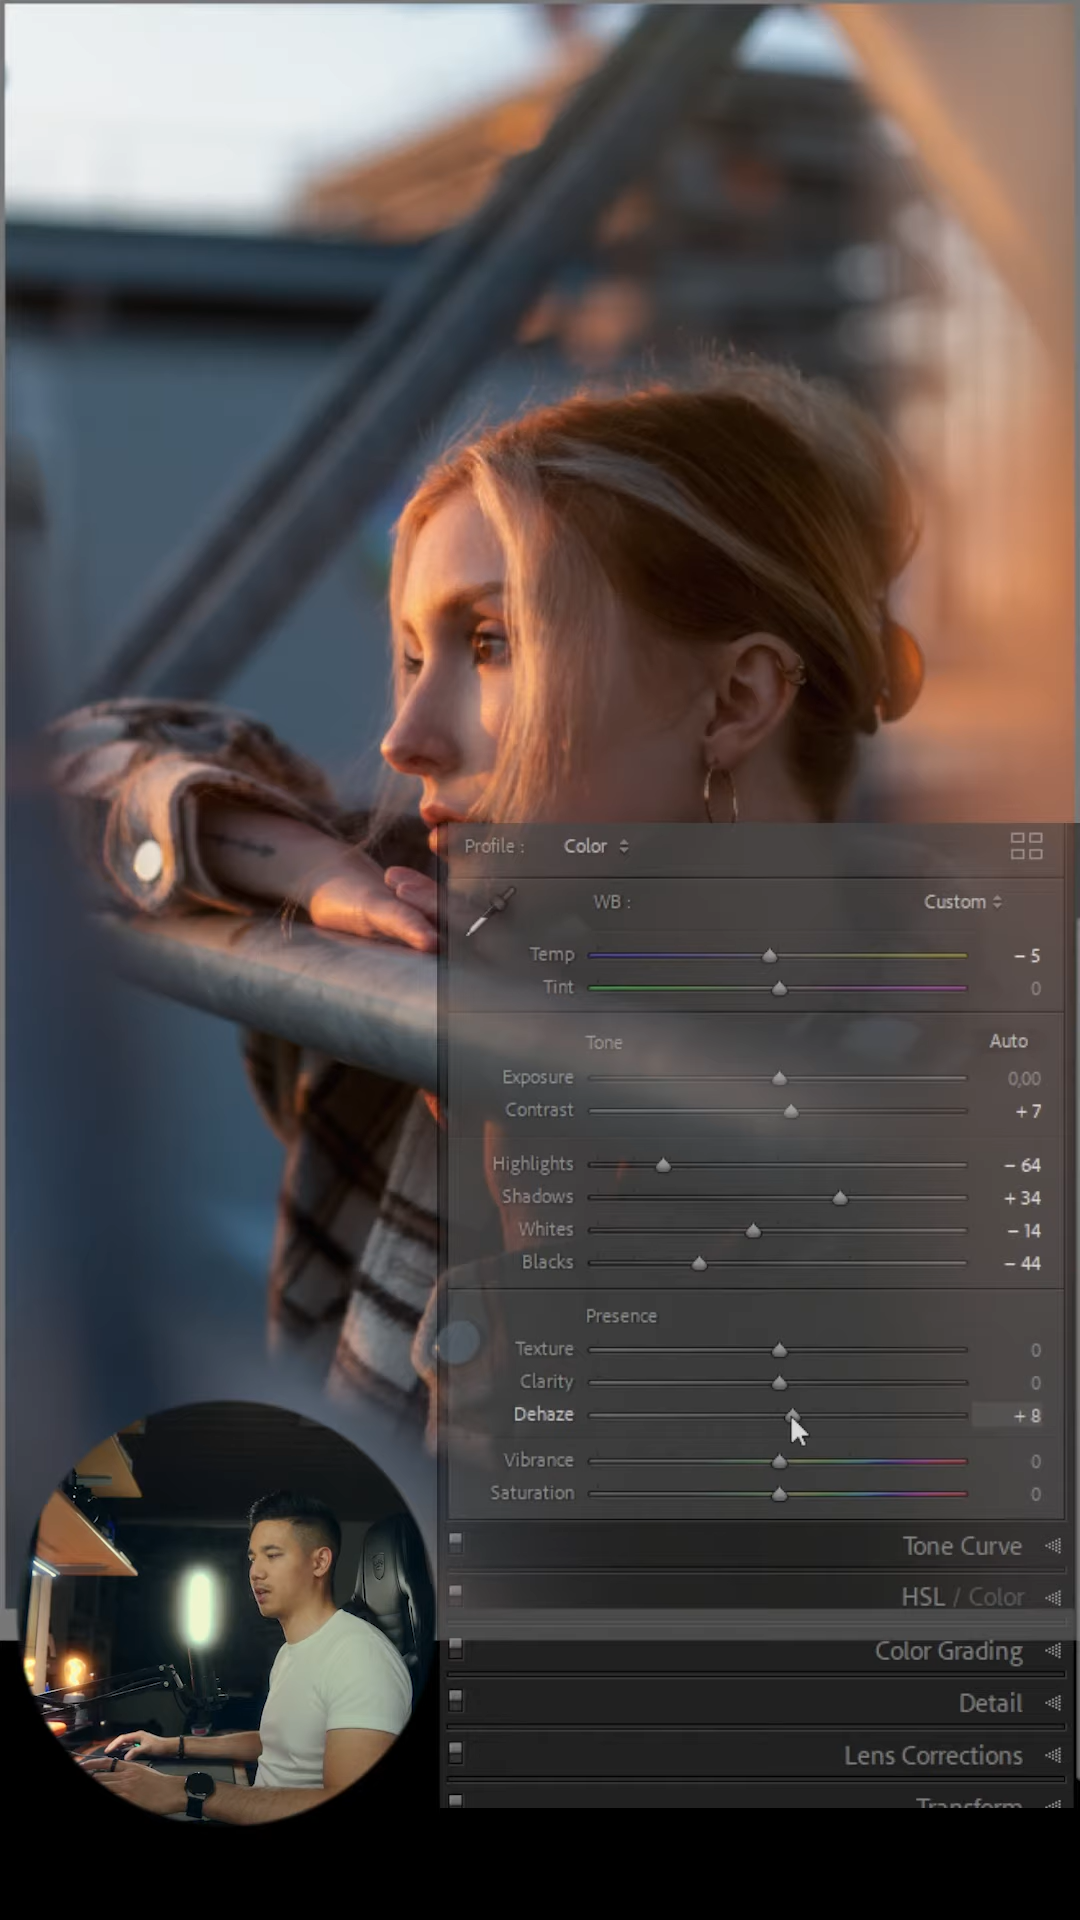 Profile : Color
WB : Custom
Temp – 5
Tint 0
Tone Auto
Exposure 0,00
Contrast + 7
Highlights – 64
Shadows + 34
Whites – 14
Blacks – 44
Presence
Texture 0
Clarity 0
Dehaze + 8
Vibrance 0
Saturation 0
Tone Curve
HSL / Color
Color Grading
Detail
Lens Corrections
Transform